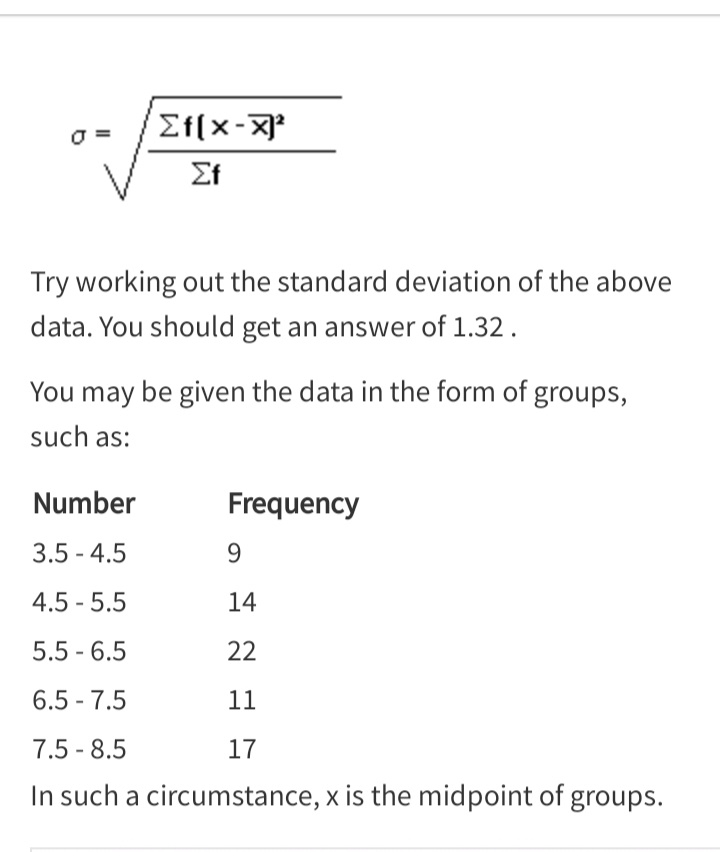 σ = √ Σf(x - x̅)²
Σf
Try working out the standard deviation of the above
data. You should get an answer of 1.32 .
You may be given the data in the form of groups,
such as:
Number Frequency
3.5 - 4.5 9
4.5 - 5.5 14
5.5 - 6.5 22
6.5 - 7.5 11
7.5 - 8.5 17
In such a circumstance, x is the midpoint of groups.